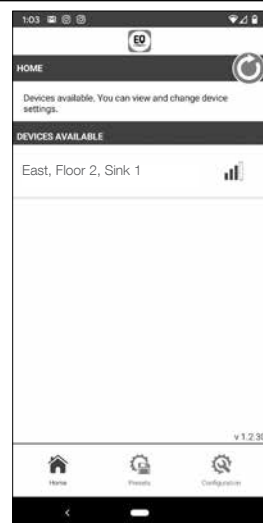 1:03
EQ
HOME
Devices available. You can view and change device
settings.
DEVICES AVAILABLE
East, Floor 2, Sink 1
v 1.2.38
Home Presets Configuration